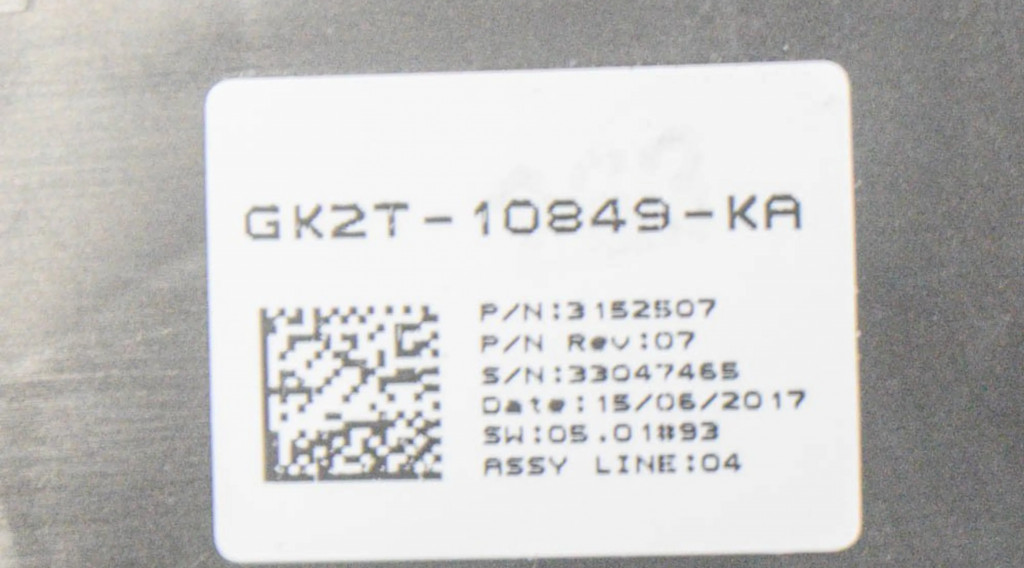 GK2T-10849-KA
P/N:3152507
P/N Rev:07
S/N:33047465
Date:15/06/2017
SW:05.01#93
ASSY LINE:04